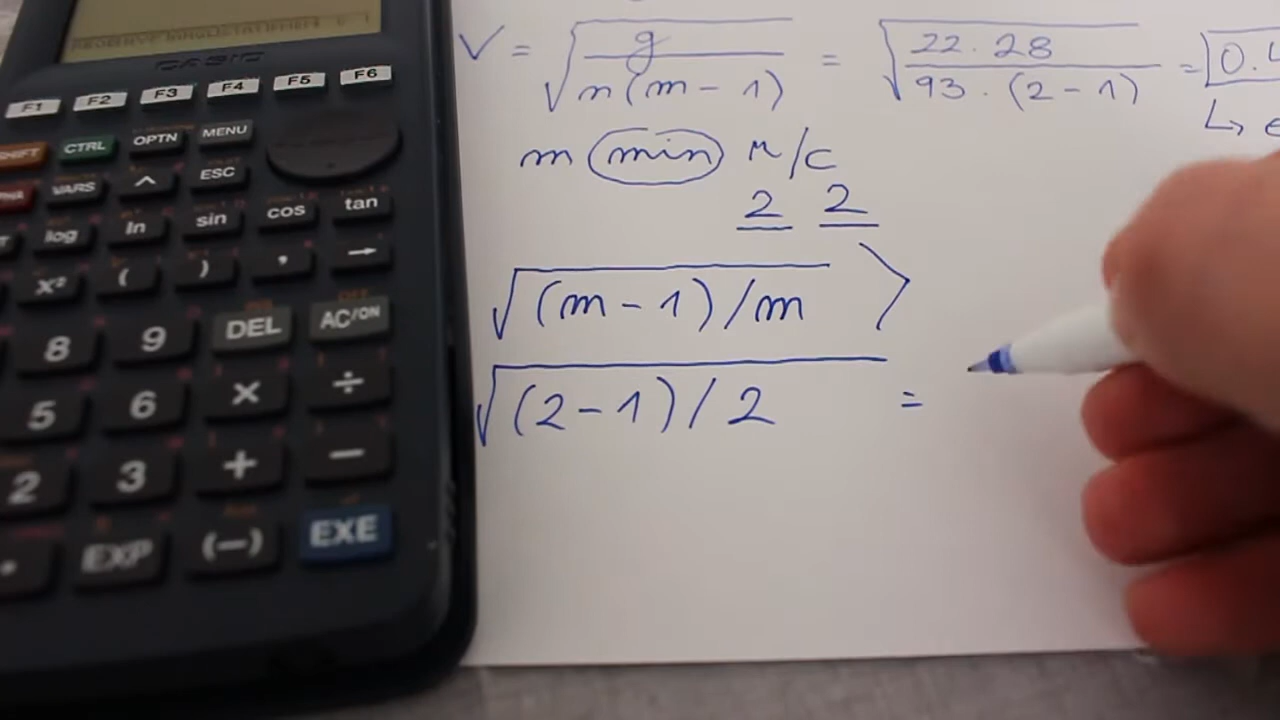 V = √g/n(m-1) = √22.28/93.(2-1) = 0.4
m min r/c
2 2
√(m-1)/m
√(2-1)/2 =
CASIO
F1 F2 F3 F4 F5 F6
SHIFT CTRL OPTN MENU
VARS ^ ESC
log ln sin cos tan
x² ( ) , →
8 9 DEL AC/ON
5 6 × ÷
2 3 + −
. EXP (−) EXE